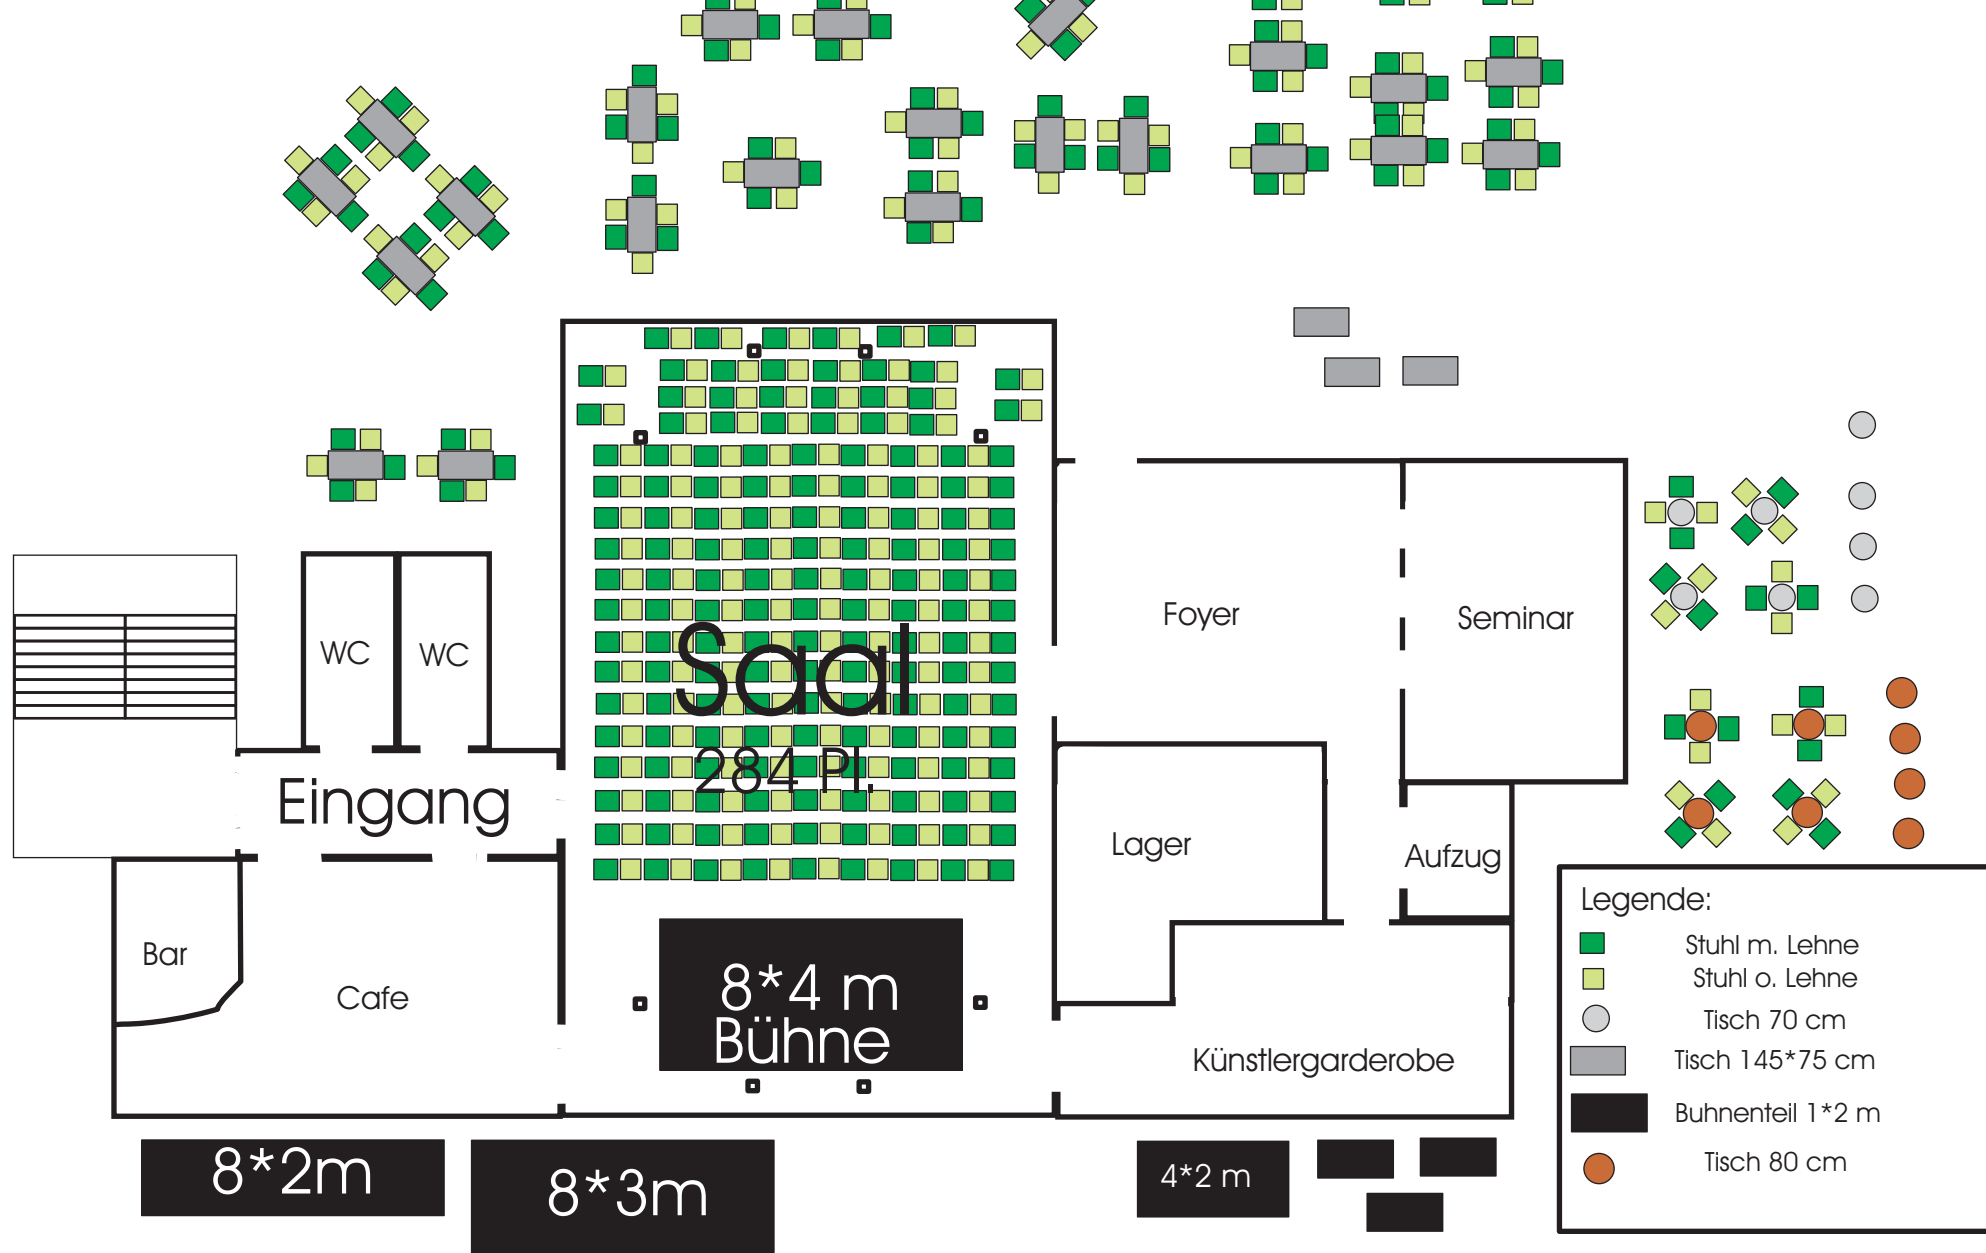 WC
WC
Foyer
Seminar
Saal
284 Pl.
Eingang
Lager
Aufzug
Bar
Cafe
8*4 m
Bühne
Künstlergarderobe
8*2m
8*3m
4*2 m
Legende:
Stuhl m. Lehne
Stuhl o. Lehne
Tisch 70 cm
Tisch 145*75 cm
Buhnenteil 1*2 m
Tisch 80 cm